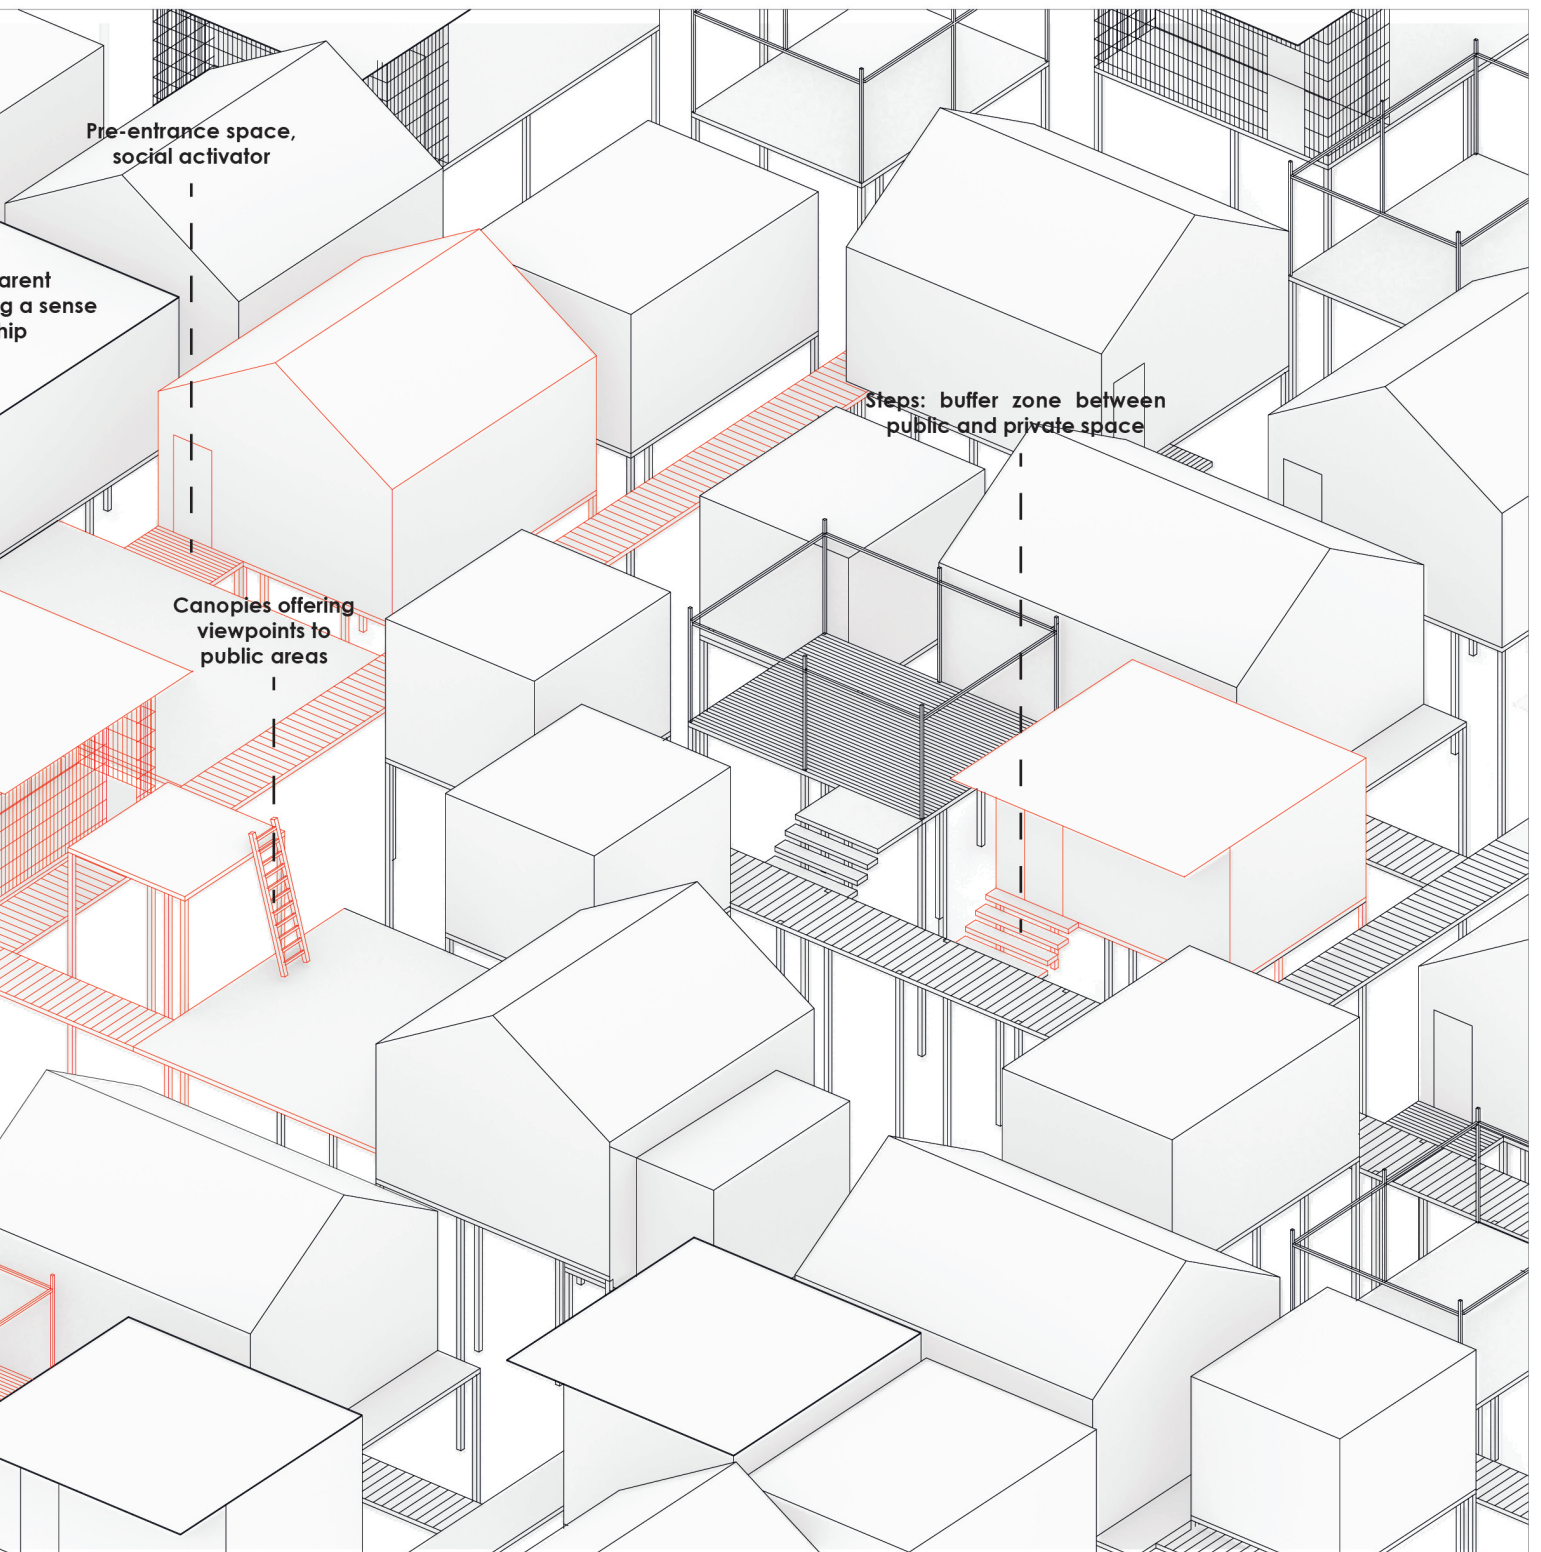 Pre-entrance space,
social activator
arent
g a sense
hip
Steps: buffer zone between
public and private space
Canopies offering
viewpoints to
public areas